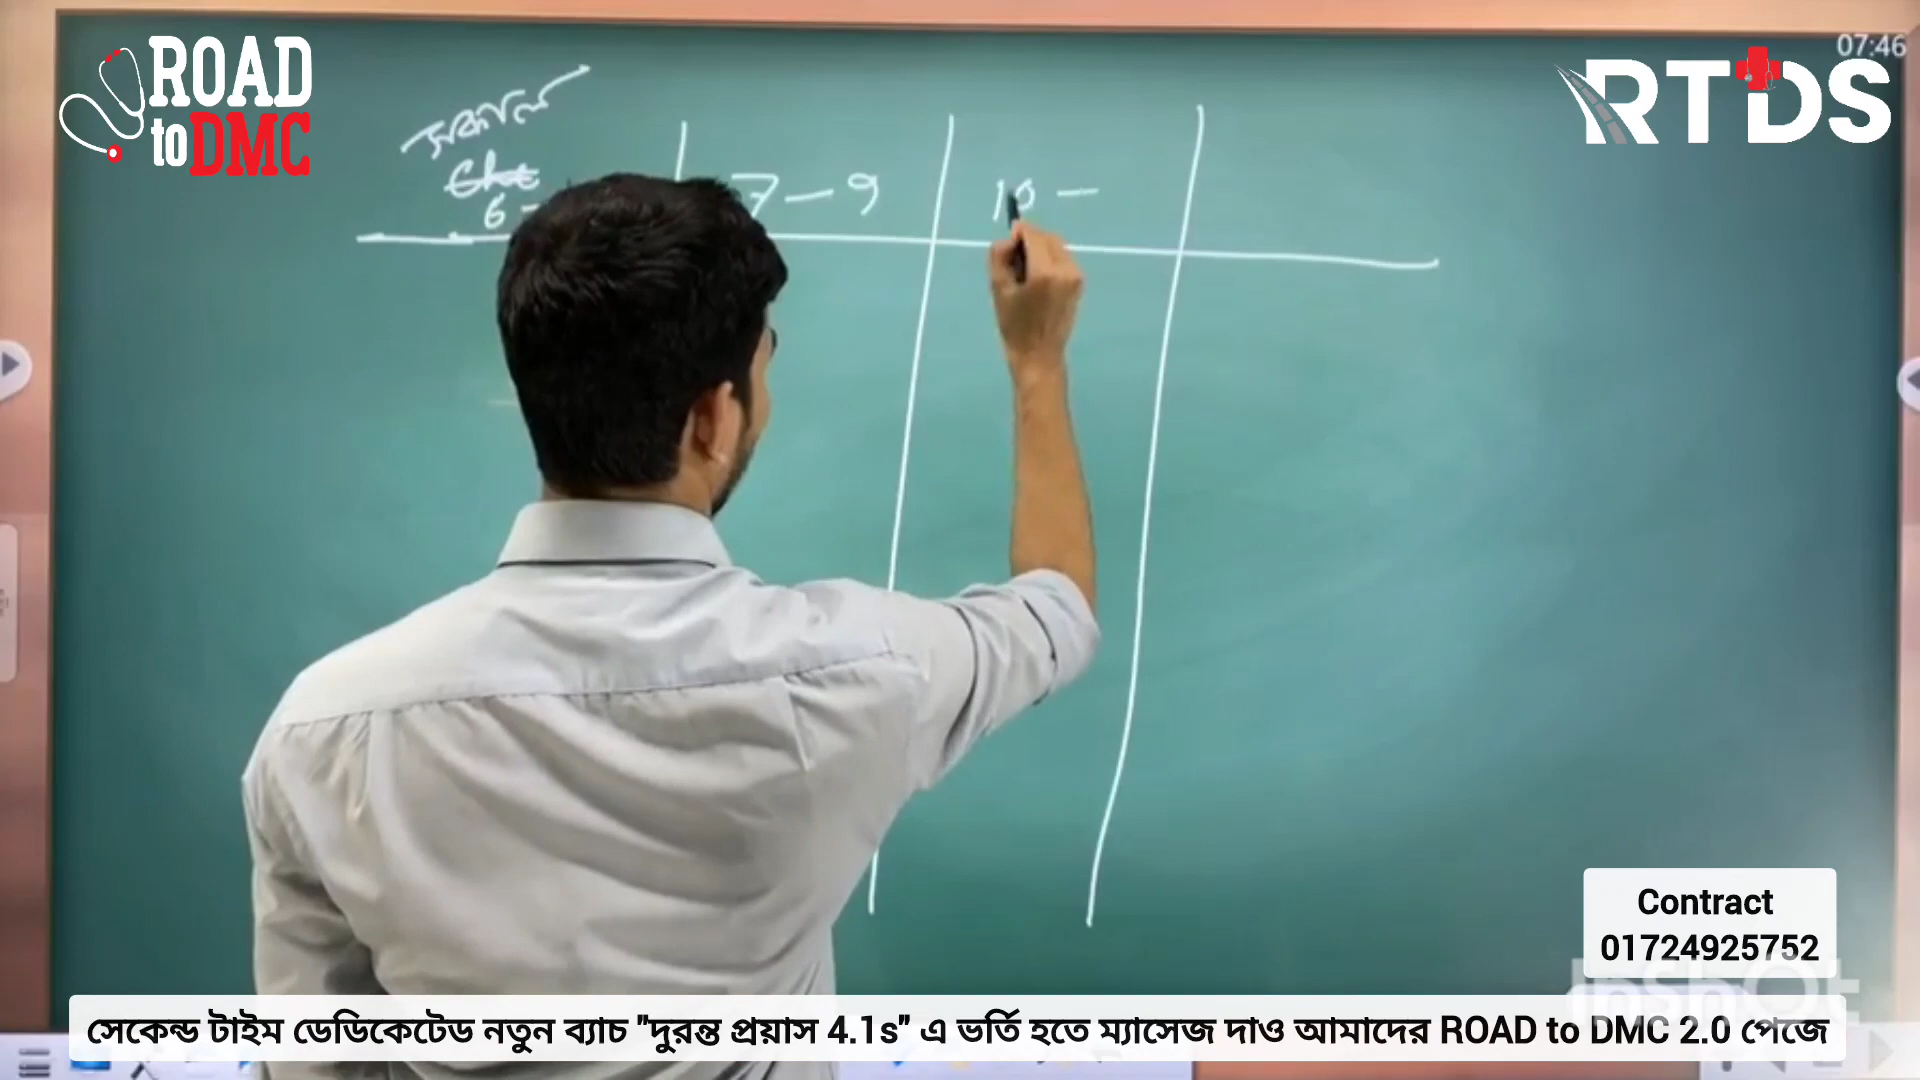 ROAD
to DMC
RTDS
07:46
সকাল
6 -
7 - 9
10 -
Contract
01724925752
InShOt
সেকেন্ড টাইম ডেডিকেটেড নতুন ব্যাচ "দুরন্ত প্রয়াস 4.1s" এ ভর্তি হতে ম্যাসেজ দাও আমাদের ROAD to DMC 2.0 পেজে